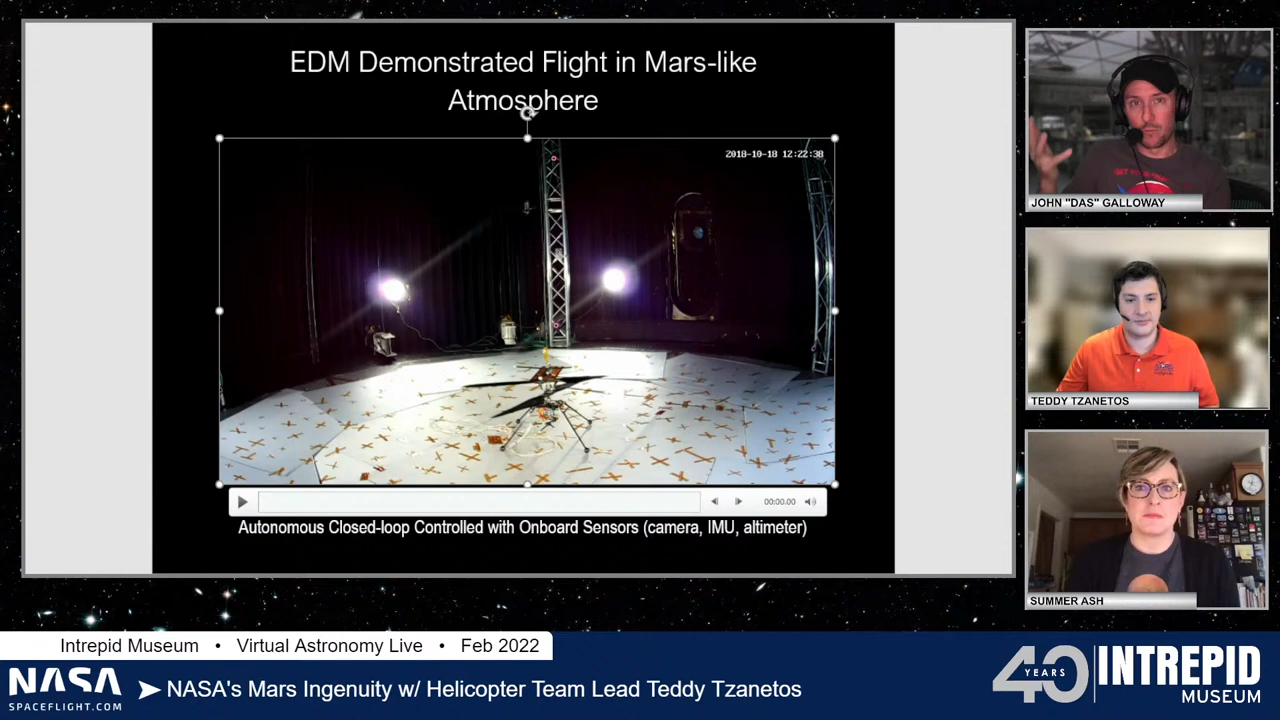 EDM Demonstrated Flight in Mars-like
Atmosphere
2018-10-18 12:22:38
00:00.00
Autonomous Closed-loop Controlled with Onboard Sensors (camera, IMU, altimeter)
JOHN "DAS" GALLOWAY
TEDDY TZANETOS
SUMMER ASH
Intrepid Museum • Virtual Astronomy Live • Feb 2022
NASA
SPACEFLIGHT.COM
NASA's Mars Ingenuity w/ Helicopter Team Lead Teddy Tzanetos
40
YEARS
INTREPID
MUSEUM